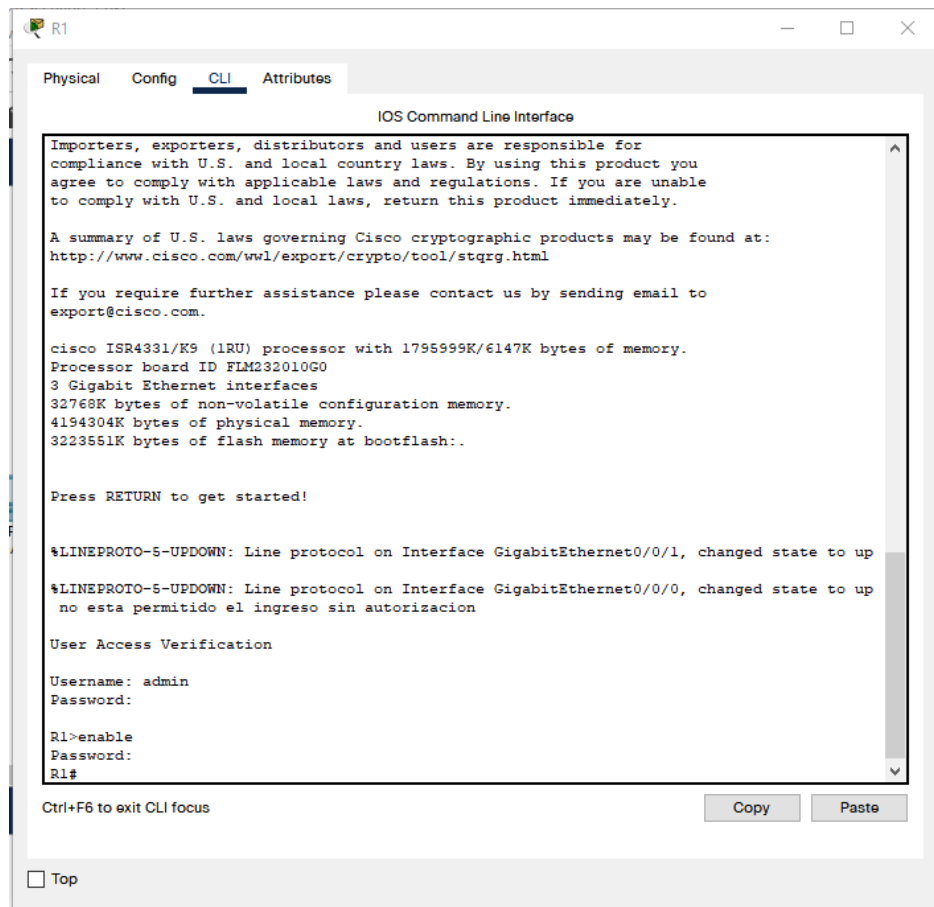 R1
Physical Config CLI Attributes
IOS Command Line Interface
Importers, exporters, distributors and users are responsible for
compliance with U.S. and local country laws. By using this product you
agree to comply with applicable laws and regulations. If you are unable
to comply with U.S. and local laws, return this product immediately.
A summary of U.S. laws governing Cisco cryptographic products may be found at:
http://www.cisco.com/wwl/export/crypto/tool/stqrg.html
If you require further assistance please contact us by sending email to
export@cisco.com.
cisco ISR4331/K9 (1RU) processor with 1795999K/6147K bytes of memory.
Processor board ID FLM232010G0
3 Gigabit Ethernet interfaces
32768K bytes of non-volatile configuration memory.
4194304K bytes of physical memory.
3223551K bytes of flash memory at bootflash:.
Press RETURN to get started!
%LINEPROTO-5-UPDOWN: Line protocol on Interface GigabitEthernet0/0/1, changed state to up
%LINEPROTO-5-UPDOWN: Line protocol on Interface GigabitEthernet0/0/0, changed state to up
no esta permitido el ingreso sin autorizacion
User Access Verification
Username: admin
Password:
R1>enable
Password:
R1#
Ctrl+F6 to exit CLI focus
Copy Paste
Top